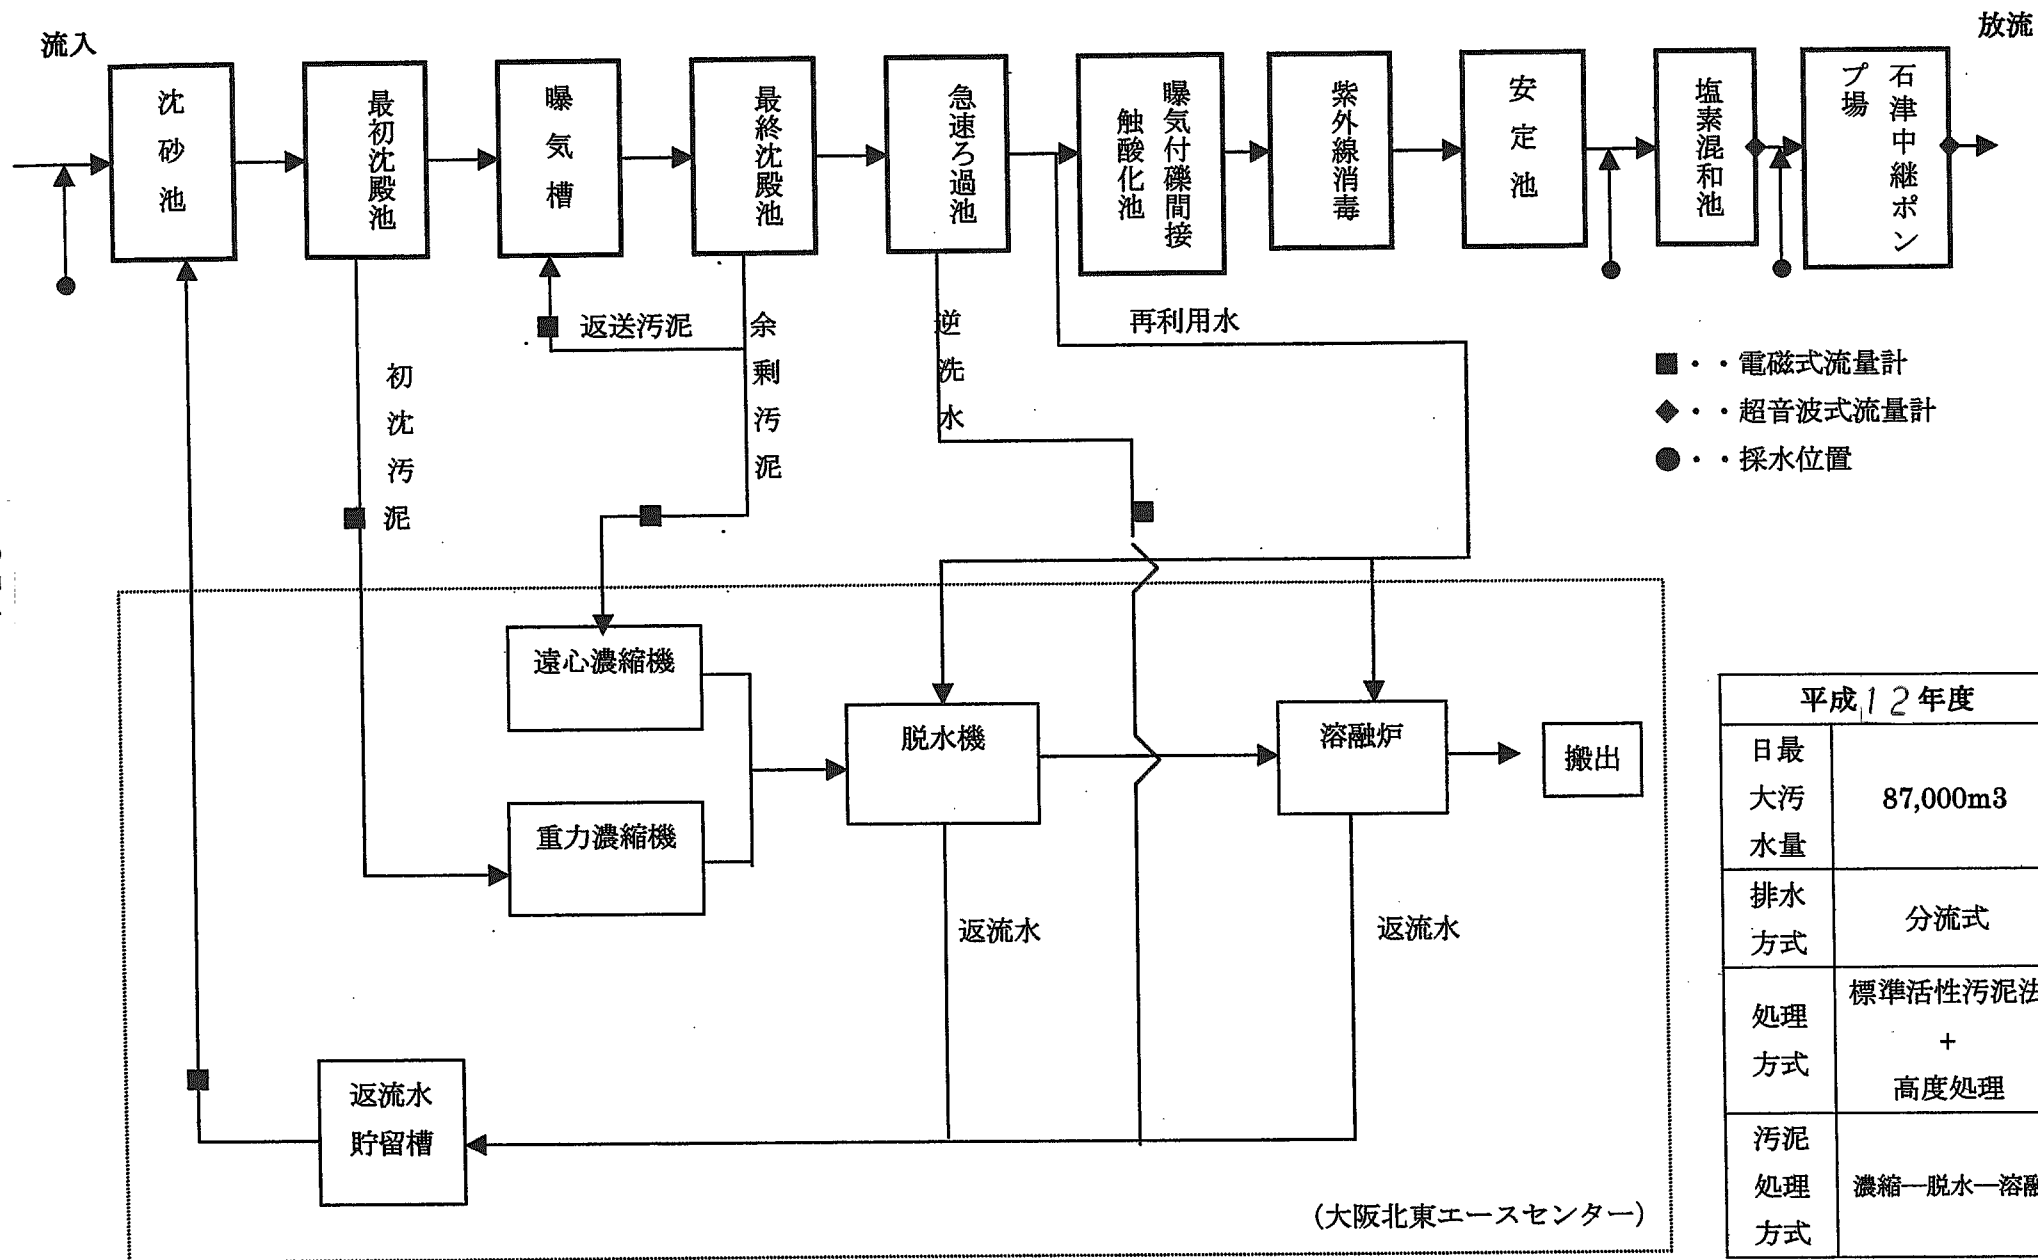 流入
放流
沈砂池
最初沈殿池
曝気槽
最終沈殿池
急速ろ過池
曝気付礫間接
触酸化池
紫外線消毒
安定池
塩素混和池
石津中継ポン
プ場
返送汚泥
余剰汚泥
逆洗水
再利用水
初沈汚泥
■・・電磁式流量計
◆・・超音波式流量計
●・・採水位置
遠心濃縮機
重力濃縮機
脱水機
溶融炉
搬出
返流水
返流水
返流水
貯留槽
(大阪北東エースセンター)
平成12年度
日最
大汚
水量
87,000m3
排水
方式
分流式
処理
方式
標準活性汚泥法
+
高度処理
汚泥
処理
方式
濃縮―脱水―溶融